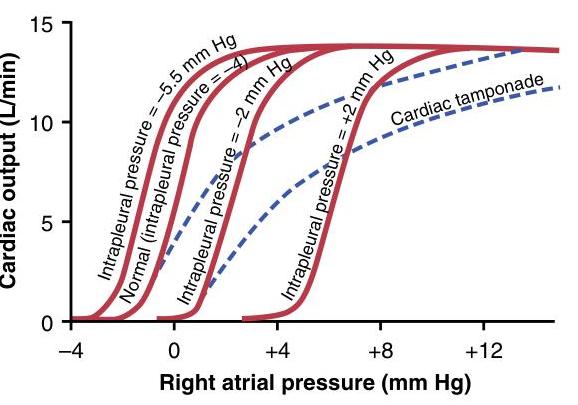 15
10
5
0
Cardiac output (L/min)
Intrapleural pressure = –5.5 mm Hg
Normal (intrapleural pressure = –4)
Intrapleural pressure = –2 mm Hg
Intrapleural pressure = +2 mm Hg
Cardiac tamponade
–4 0 +4 +8 +12
Right atrial pressure (mm Hg)